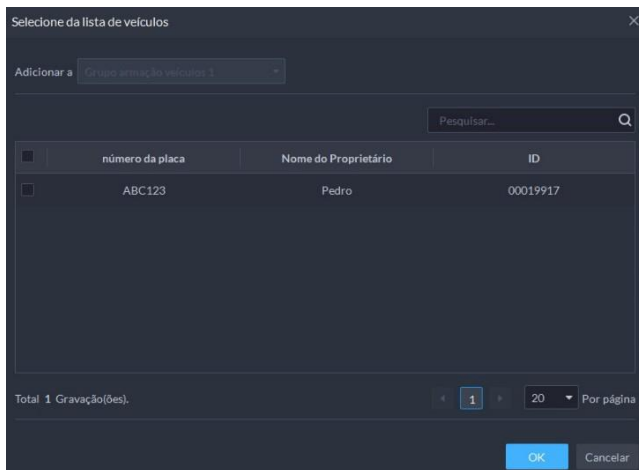 Selecione da lista de veículos
Adicionar a Grupo armação veículos 1
Pesquisar...
número da placa Nome do Proprietário ID
ABC123 Pedro 00019917
Total 1 Gravação(ões). 1 20 Por página
OK Cancelar